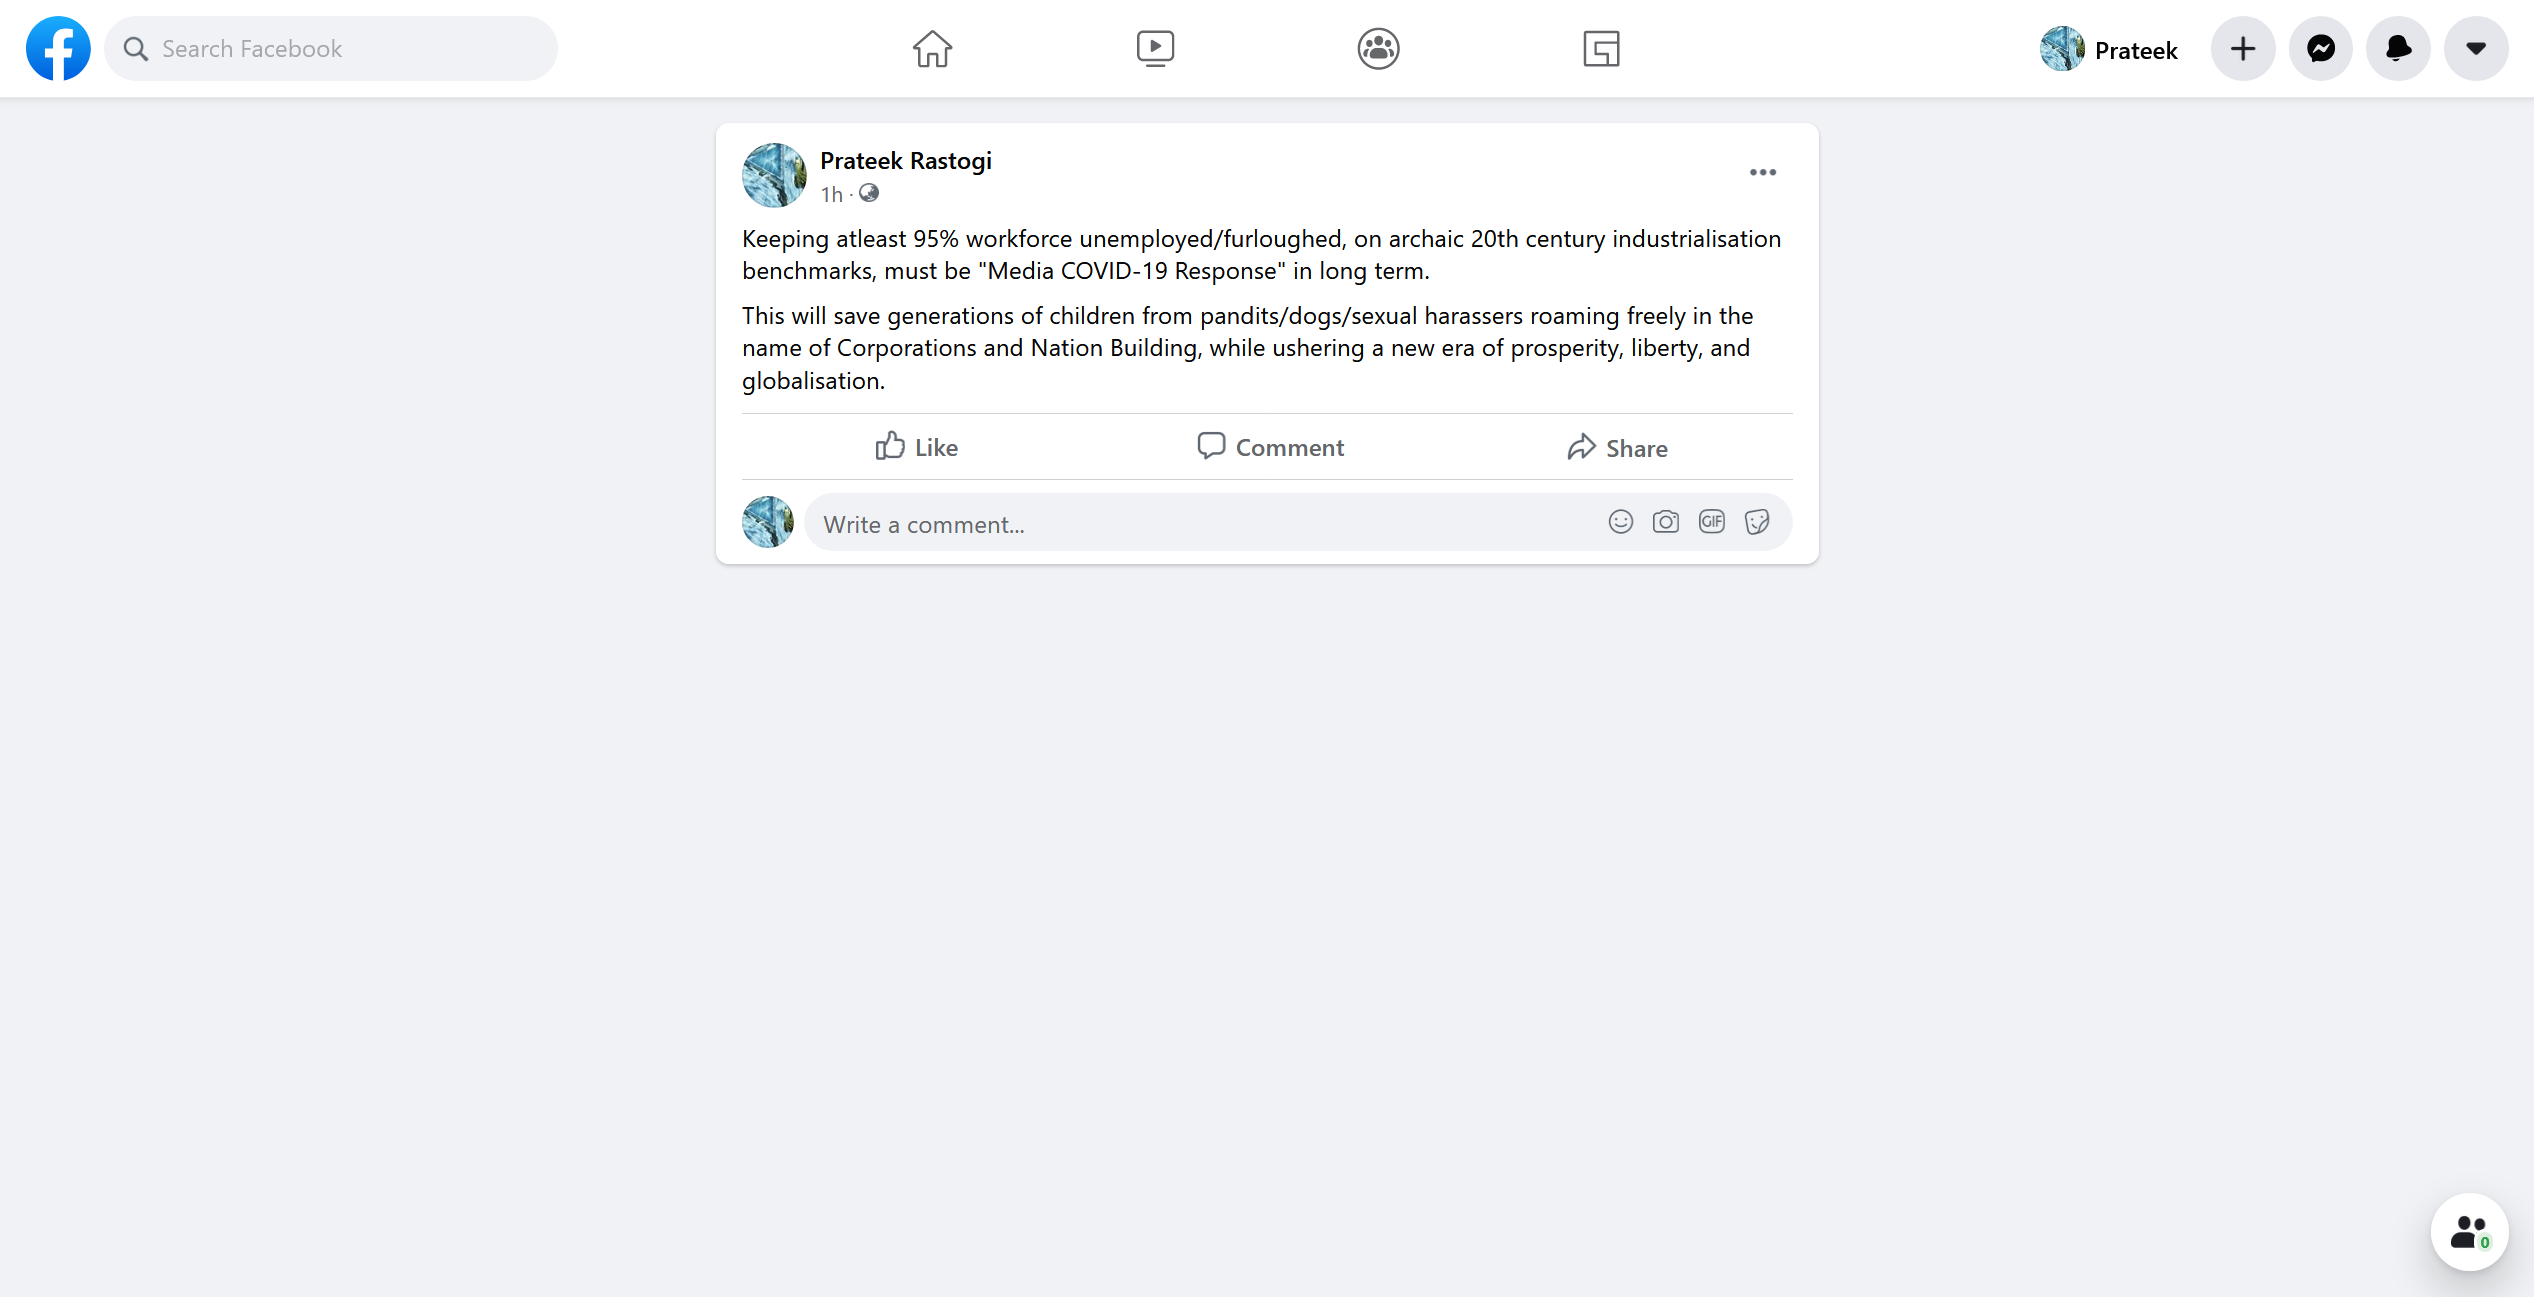 Search Facebook
Prateek
Prateek Rastogi
1h ·
Keeping atleast 95% workforce unemployed/furloughed, on archaic 20th century industrialisation
benchmarks, must be "Media COVID-19 Response" in long term.
This will save generations of children from pandits/dogs/sexual harassers roaming freely in the
name of Corporations and Nation Building, while ushering a new era of prosperity, liberty, and
globalisation.
Like
Comment
Share
Write a comment...
GIF
0